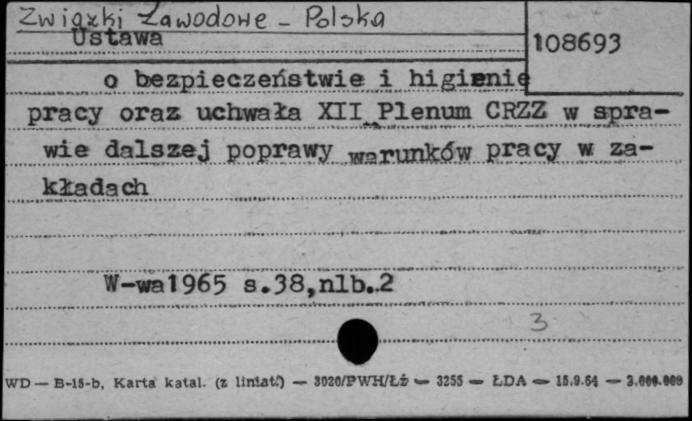 Związki Zawodowe - Polska
Ustawa
108693
o bezpieczeństwie i higienie
pracy oraz uchwała XII Plenum CRZZ w spra-
wie dalszej poprawy warunków pracy w za-
kładach
W-wa1965 s.38,nlb.2
3
WD — B-15-b, Karta katal. (z liniat.) — 3020/PWH/Łż — 3255 — ŁDA — 15.9.64 — 3.000.000